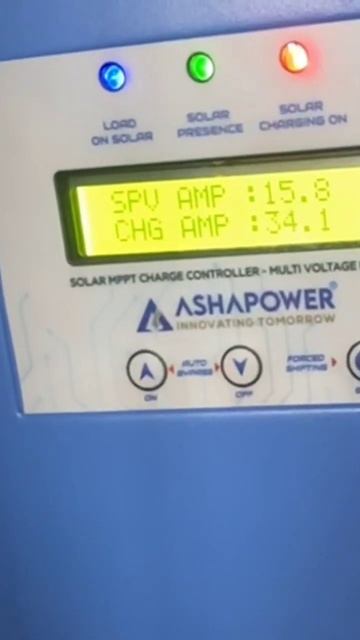 LOAD
ON SOLAR
SOLAR
PRESENCE
SOLAR
CHARGING ON
SPV AMP :15.8
CHG AMP :34.1
SOLAR MPPT CHARGE CONTROLLER - MULTI VOLTAGE
ASHAPOWER®
INNOVATING TOMORROW
AUTO
BYPASS
FORCED
SHIFTING
ON
OFF